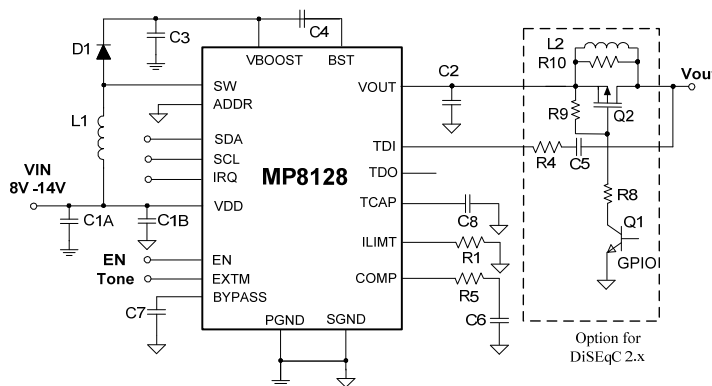 D1
C3
C4
L2
R10
VBOOST
BST
SW
VOUT
C2
Vout
ADDR
R9
Q2
L1
SDA
TDI
SCL
R4
C5
VIN
8V -14V
IRQ
MP8128
TDO
R8
VDD
TCAP
C1A
C1B
C8
Q1
EN
EN
ILIMT
R1
GPIO
Tone
EXTM
COMP
BYPASS
R5
C7
C6
PGND
SGND
Option for
DiSEqC 2.x